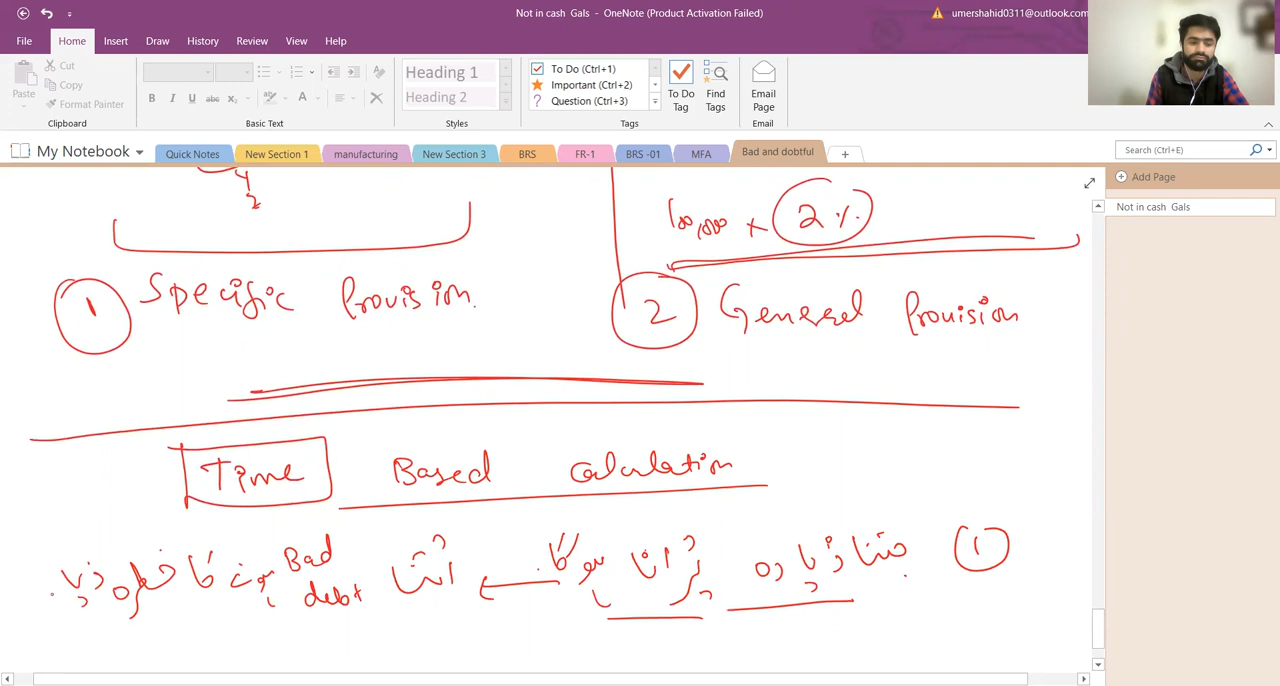 Not in cash Gals - OneNote (Product Activation Failed)
umershahid0311@outlook.com
File Home Insert Draw History Review View Help
Paste
Cut
Copy
Format Painter
Clipboard
B I U abc x₂ A
Basic Text
Heading 1
Heading 2
Styles
To Do (Ctrl+1)
Important (Ctrl+2)
Question (Ctrl+3)
Tags
To Do Tag
Find Tags
Email Page
Email
My Notebook
Quick Notes New Section 1 manufacturing New Section 3 BRS FR-1 BRS -01 MFA Bad and doubtful
Search (Ctrl+E)
Add Page
Not in cash Gals
100,000 × 2 %
1 Specific Provision
2 General Provision
Time Based Calculation
1 جتنا زیادہ پرانا ہوگا اتنا Bad debt کا زیادہ